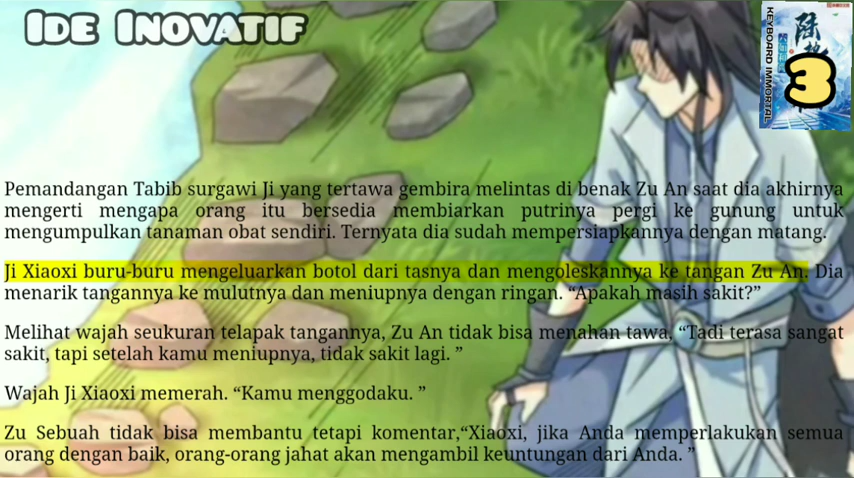 IDE INOVATIF
KEYBOARD IMMORTAL
3
Pemandangan Tabib surgawi Ji yang tertawa gembira melintas di benak Zu An saat dia akhirnya
mengerti mengapa orang itu bersedia membiarkan putrinya pergi ke gunung untuk
mengumpulkan tanaman obat sendiri. Ternyata dia sudah mempersiapkannya dengan matang.
Ji Xiaoxi buru-buru mengeluarkan botol dari tasnya dan mengoleskannya ke tangan Zu An. Dia
menarik tangannya ke mulutnya dan meniupnya dengan ringan. “Apakah masih sakit?”
Melihat wajah seukuran telapak tangannya, Zu An tidak bisa menahan tawa, “Tadi terasa sangat
sakit, tapi setelah kamu meniupnya, tidak sakit lagi. ”
Wajah Ji Xiaoxi memerah. “Kamu menggodaku. ”
Zu Sebuah tidak bisa membantu tetapi komentar,“Xiaoxi, jika Anda memperlakukan semua
orang dengan baik, orang-orang jahat akan mengambil keuntungan dari Anda. ”